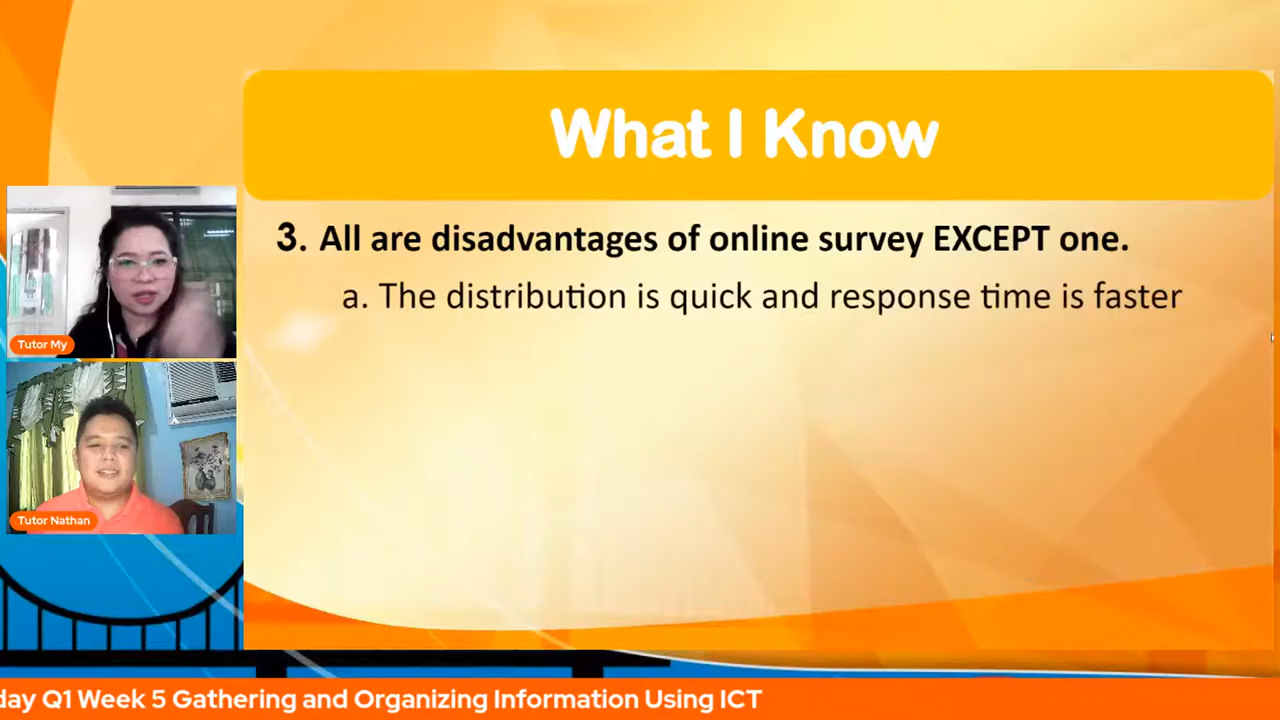 What I Know
3. All are disadvantages of online survey EXCEPT one.
a. The distribution is quick and response time is faster
Tutor My
Tutor Nathan
day Q1 Week 5 Gathering and Organizing Information Using ICT